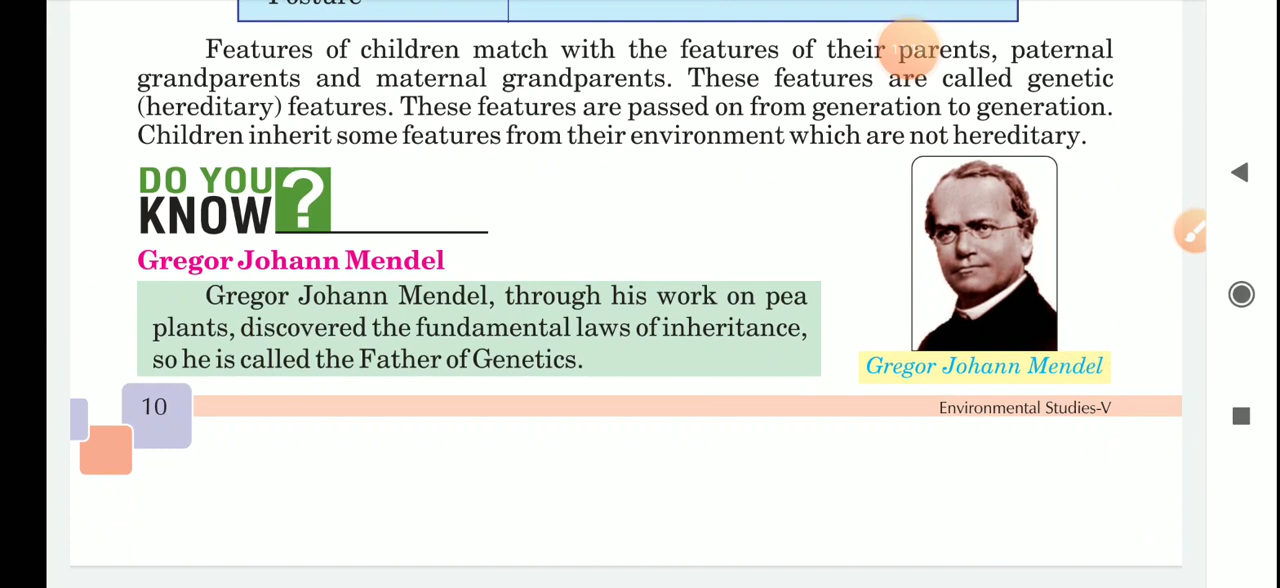 Posture
Features of children match with the features of their parents, paternal
grandparents and maternal grandparents. These features are called genetic
(hereditary) features. These features are passed on from generation to generation.
Children inherit some features from their environment which are not hereditary.
DO YOU
KNOW ?
Gregor Johann Mendel
Gregor Johann Mendel, through his work on pea
plants, discovered the fundamental laws of inheritance,
so he is called the Father of Genetics.
Gregor Johann Mendel
10
Environmental Studies-V